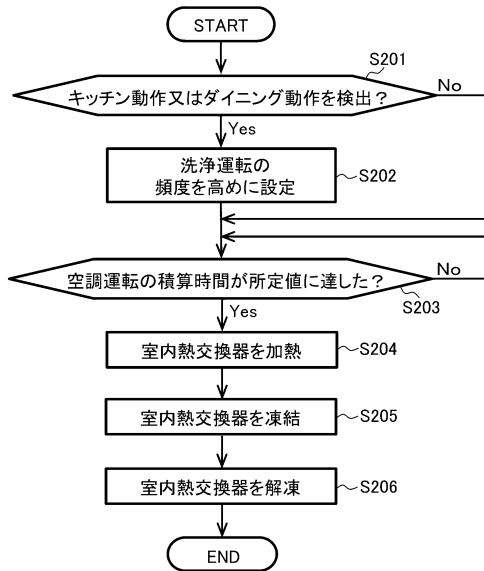 START
S201
キッチン動作又はダイニング動作を検出？
No
Yes
洗浄運転の
頻度を高めに設定
S202
空調運転の積算時間が所定値に達した？
No
S203
Yes
室内熱交換器を加熱
S204
室内熱交換器を凍結
S205
室内熱交換器を解凍
S206
END